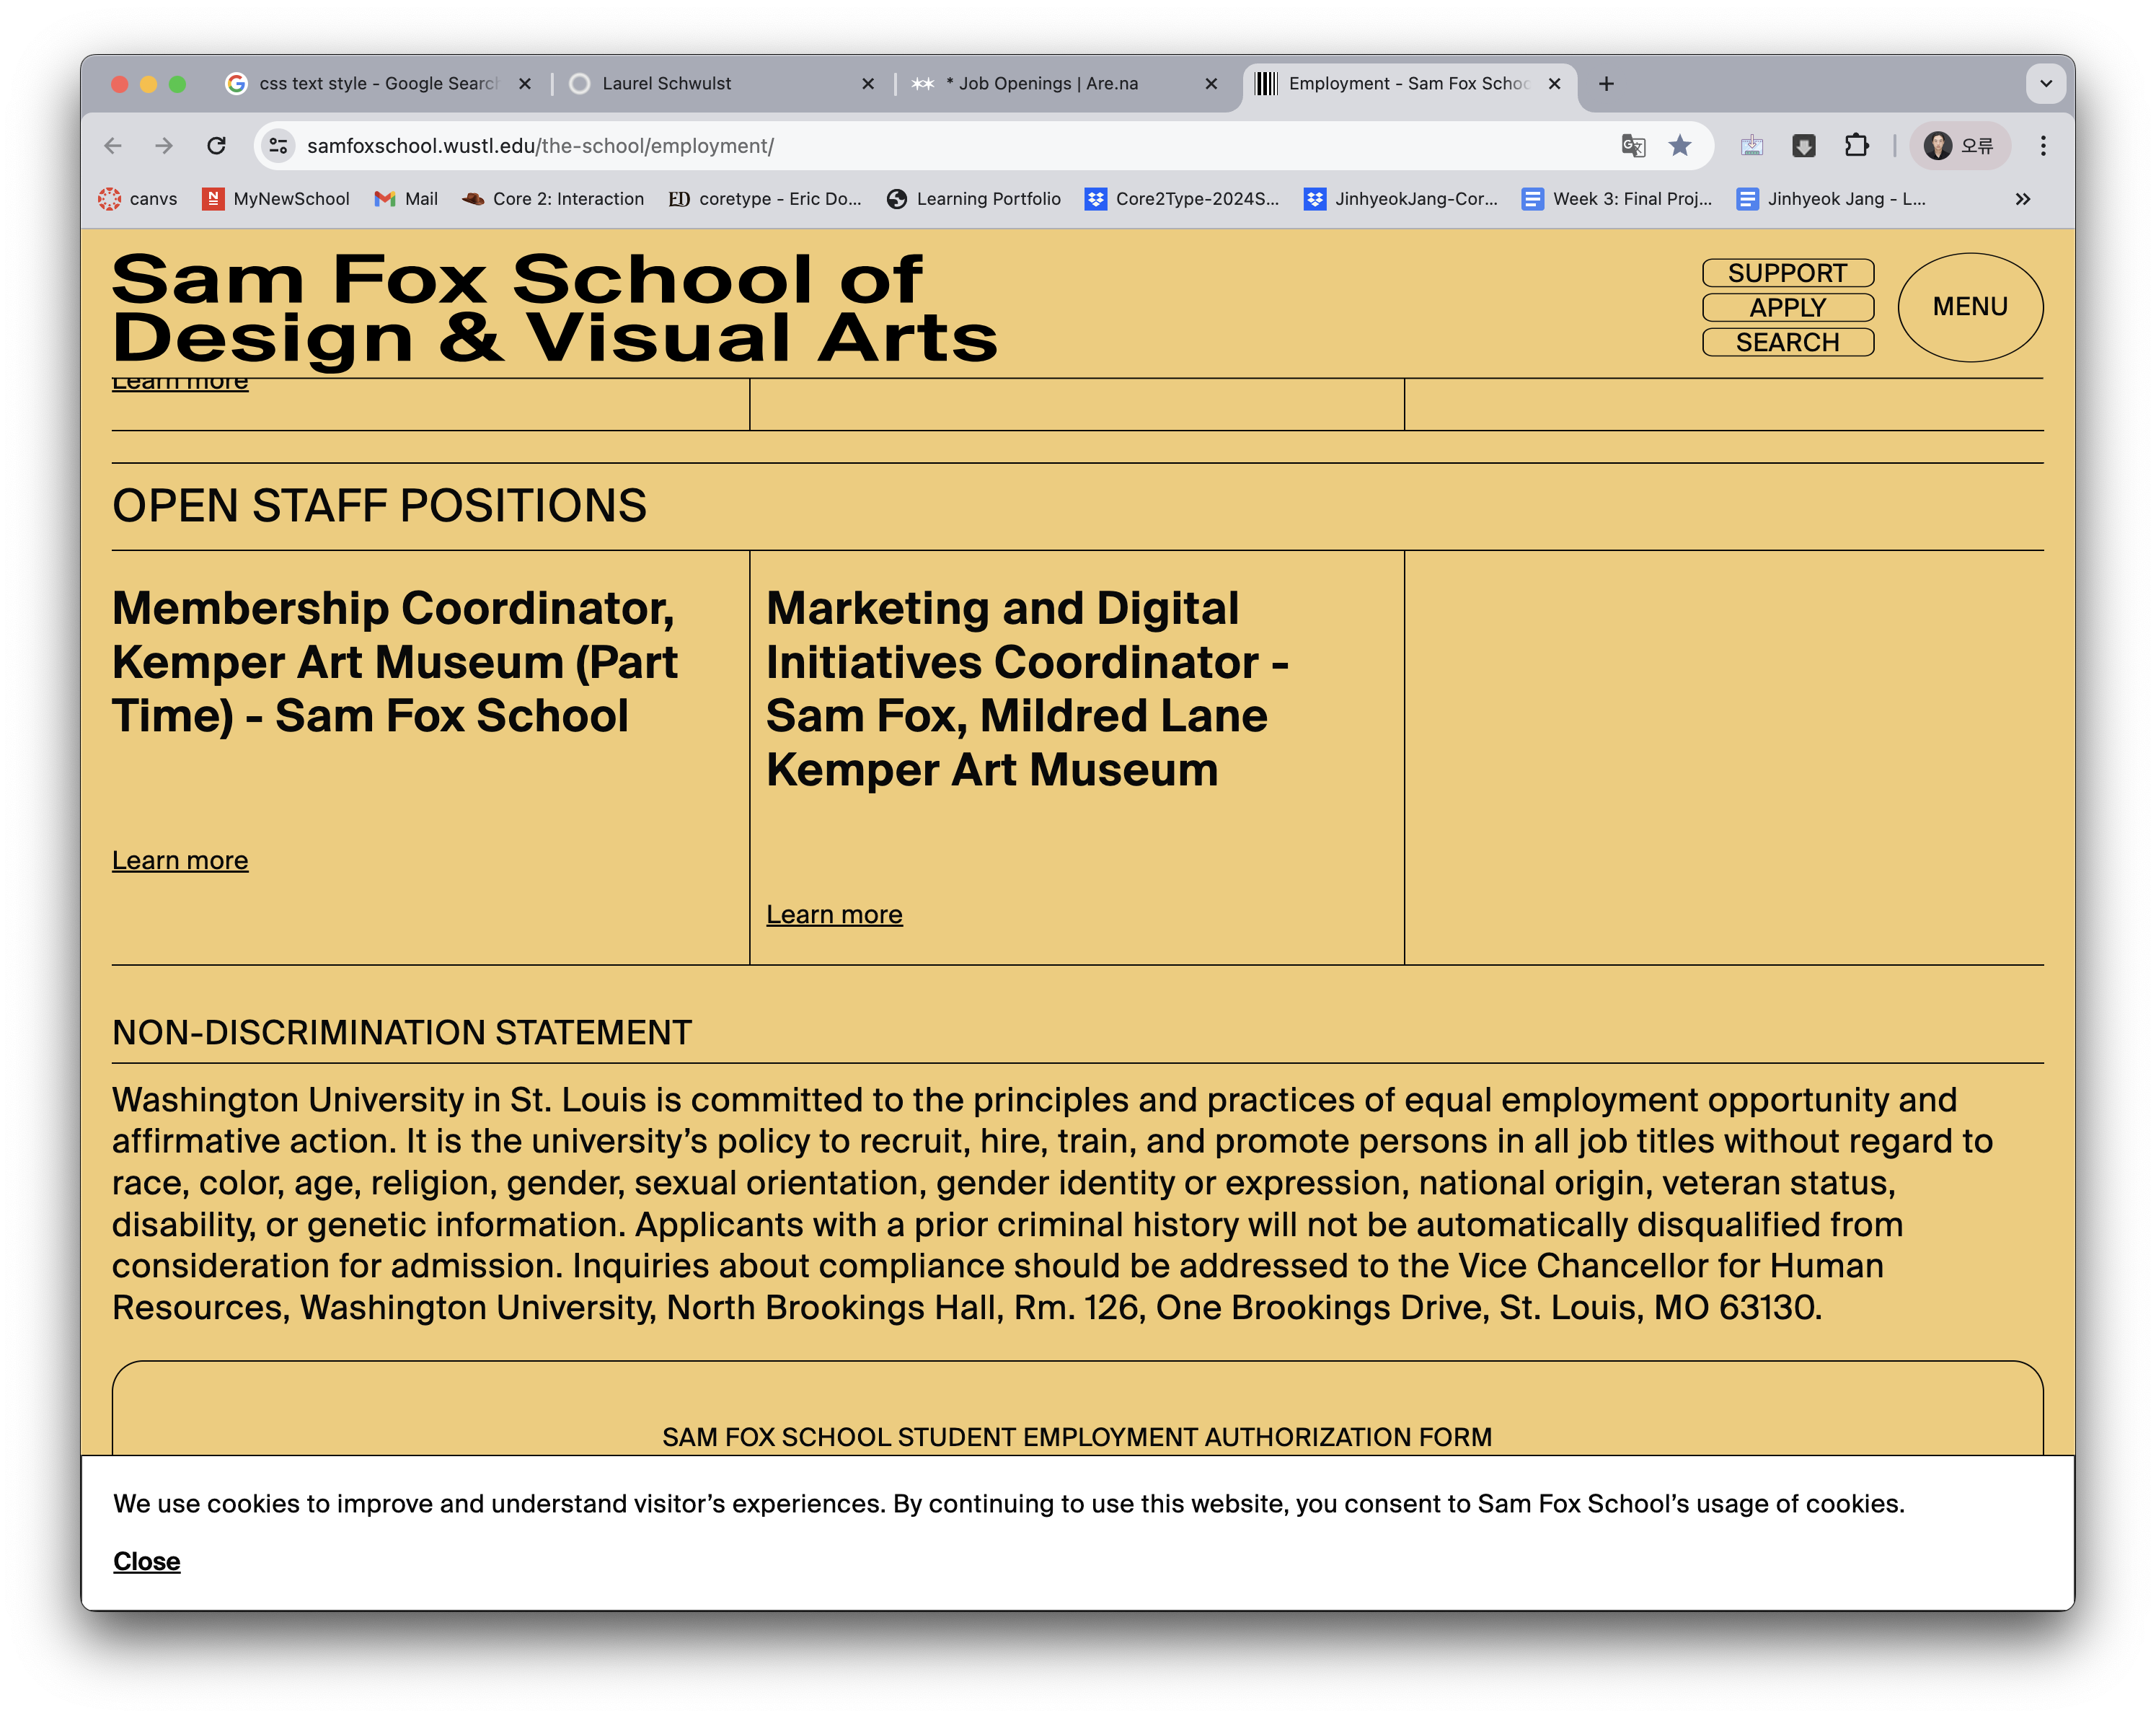 css text style - Google Search
Laurel Schwulst
* Job Openings | Are.na
Employment - Sam Fox Schoo
samfoxschool.wustl.edu/the-school/employment/
오류
canvs
MyNewSchool
Mail
Core 2: Interaction
coretype - Eric Do...
Learning Portfolio
Core2Type-2024S...
JinhyeokJang-Cor...
Week 3: Final Proj...
Jinhyeok Jang - L...
Sam Fox School of
Design & Visual Arts
SUPPORT
APPLY
SEARCH
MENU
Learn more
OPEN STAFF POSITIONS
Membership Coordinator,
Kemper Art Museum (Part
Time) - Sam Fox School
Learn more
Marketing and Digital
Initiatives Coordinator -
Sam Fox, Mildred Lane
Kemper Art Museum
Learn more
NON-DISCRIMINATION STATEMENT
Washington University in St. Louis is committed to the principles and practices of equal employment opportunity and
affirmative action. It is the university’s policy to recruit, hire, train, and promote persons in all job titles without regard to
race, color, age, religion, gender, sexual orientation, gender identity or expression, national origin, veteran status,
disability, or genetic information. Applicants with a prior criminal history will not be automatically disqualified from
consideration for admission. Inquiries about compliance should be addressed to the Vice Chancellor for Human
Resources, Washington University, North Brookings Hall, Rm. 126, One Brookings Drive, St. Louis, MO 63130.
SAM FOX SCHOOL STUDENT EMPLOYMENT AUTHORIZATION FORM
We use cookies to improve and understand visitor’s experiences. By continuing to use this website, you consent to Sam Fox School’s usage of cookies.
Close